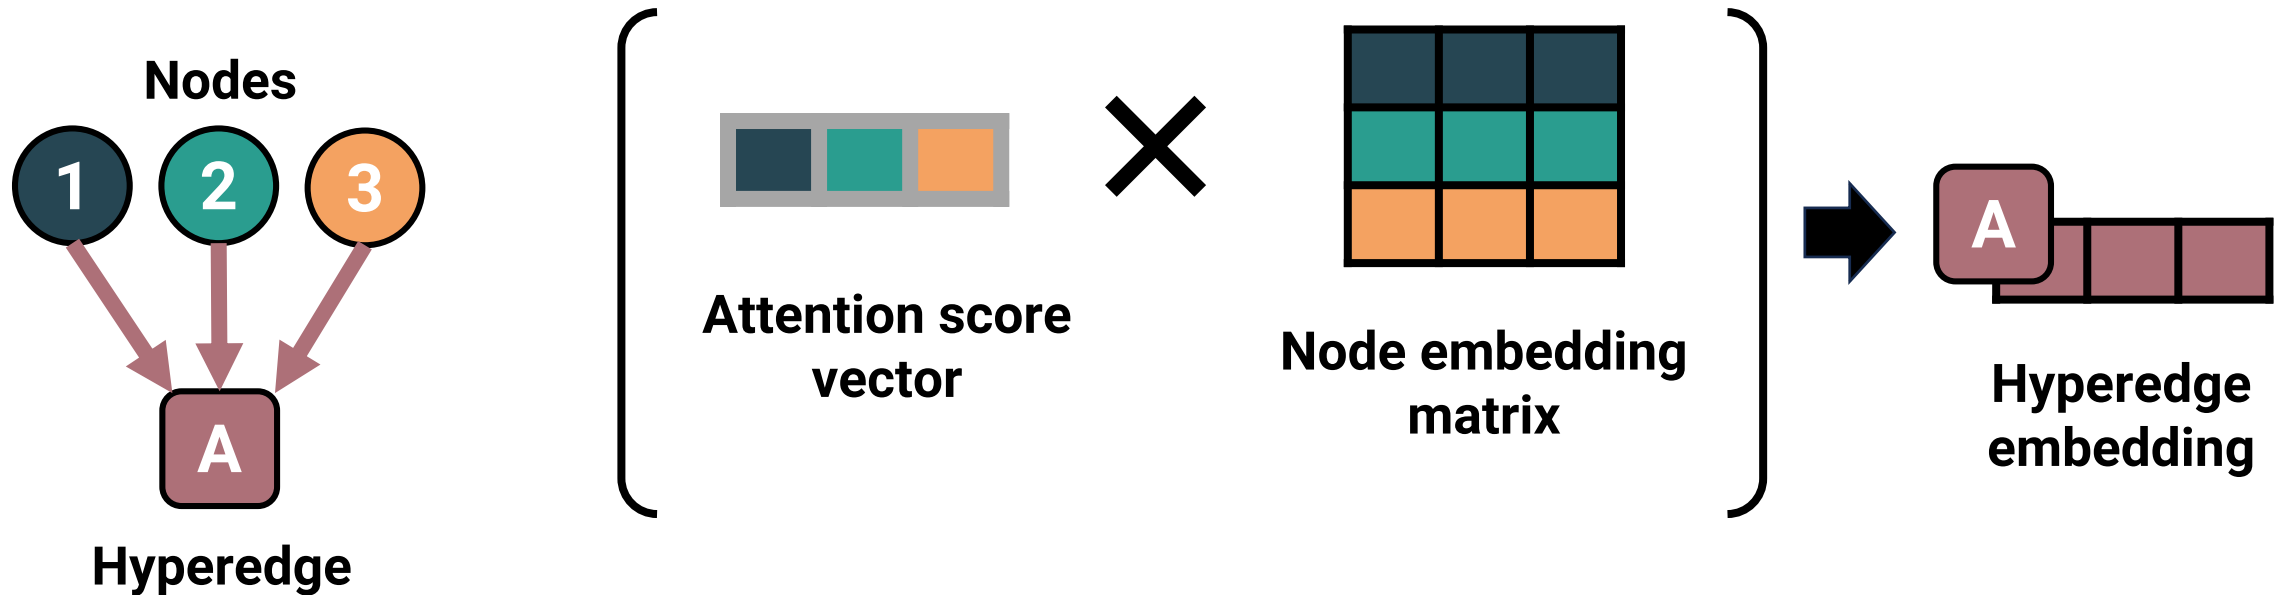 Nodes
1 2 3
A
Hyperedge
Attention score
vector
Node embedding
matrix
A
Hyperedge
embedding